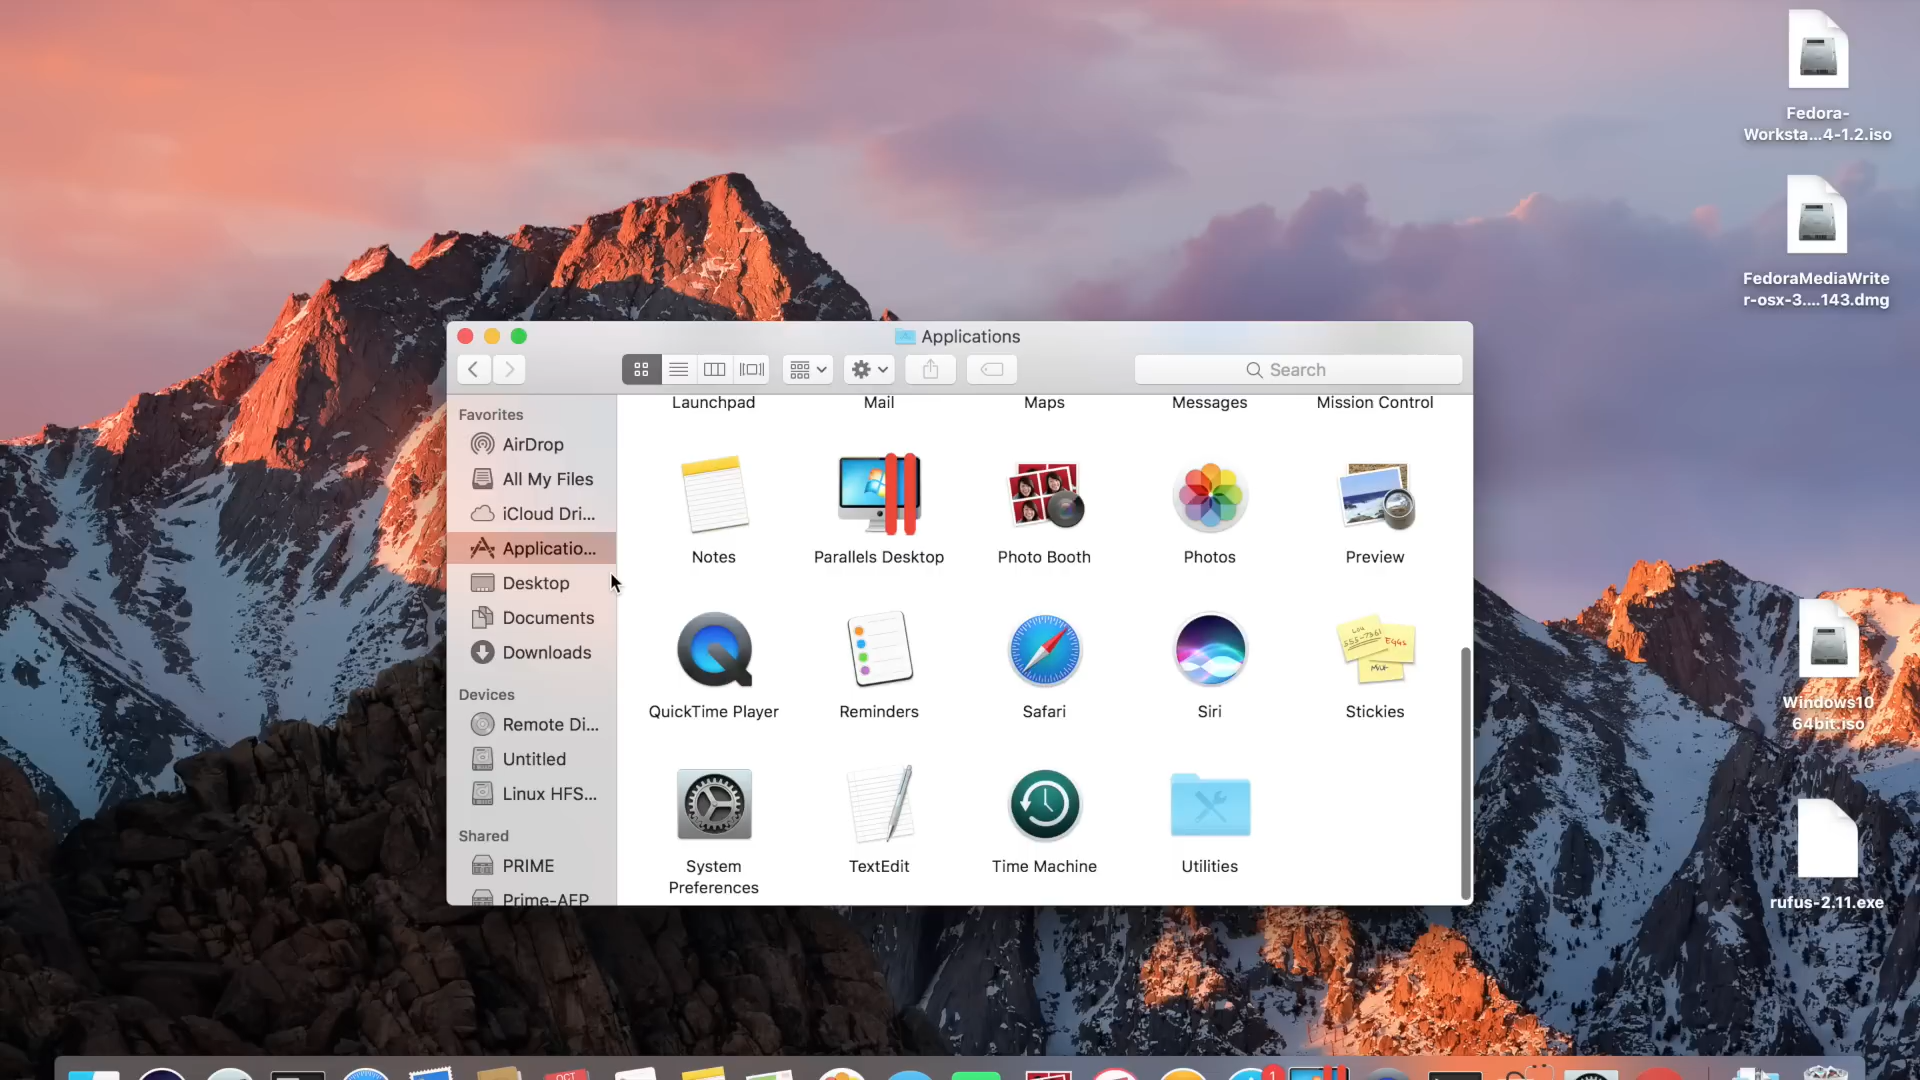 Fedora-
Worksta...4-1.2.iso
FedoraMediaWrite
r-osx-3....143.dmg
Applications
Search
Favorites
AirDrop
All My Files
iCloud Dri...
Applicatio...
Desktop
Documents
Downloads
Devices
Remote Di...
Untitled
Linux HFS...
Shared
PRIME
Prime-AFP
Launchpad
Mail
Maps
Messages
Mission Control
Notes
Parallels Desktop
Photo Booth
Photos
Preview
QuickTime Player
Reminders
Safari
Siri
Stickies
System
Preferences
TextEdit
Time Machine
Utilities
Windows10
64bit.iso
rufus-2.11.exe
OCT
1